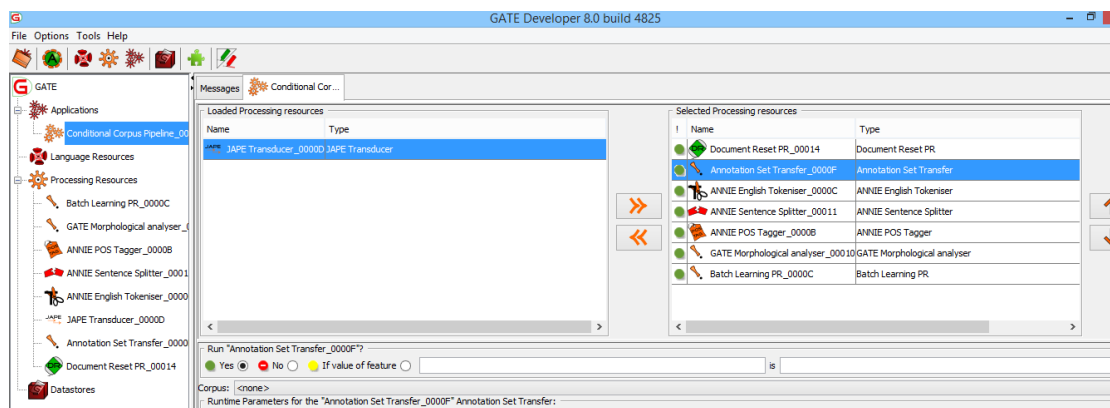 GATE Developer 8.0 build 4825
File Options Tools Help
GATE
Applications
Conditional Corpus Pipeline_00
Language Resources
Processing Resources
Batch Learning PR_0000C
GATE Morphological analyser_(
ANNIE POS Tagger_0000B
ANNIE Sentence Splitter_0001
ANNIE English Tokeniser_0000
JAPE Transducer_0000D
Annotation Set Transfer_0000
Document Reset PR_00014
Datastores
Messages Conditional Cor...
Loaded Processing resources
Name Type
JAPE Transducer_0000D JAPE Transducer
Selected Processing resources
! Name Type
Document Reset PR_00014 Document Reset PR
Annotation Set Transfer_0000F Annotation Set Transfer
ANNIE English Tokeniser_0000C ANNIE English Tokeniser
ANNIE Sentence Splitter_00011 ANNIE Sentence Splitter
ANNIE POS Tagger_0000B ANNIE POS Tagger
GATE Morphological analyser_00010 GATE Morphological analyser
Batch Learning PR_0000C Batch Learning PR
Run "Annotation Set Transfer_0000F"?
Yes No If value of feature is
Corpus: <none>
Runtime Parameters for the "Annotation Set Transfer_0000F" Annotation Set Transfer: